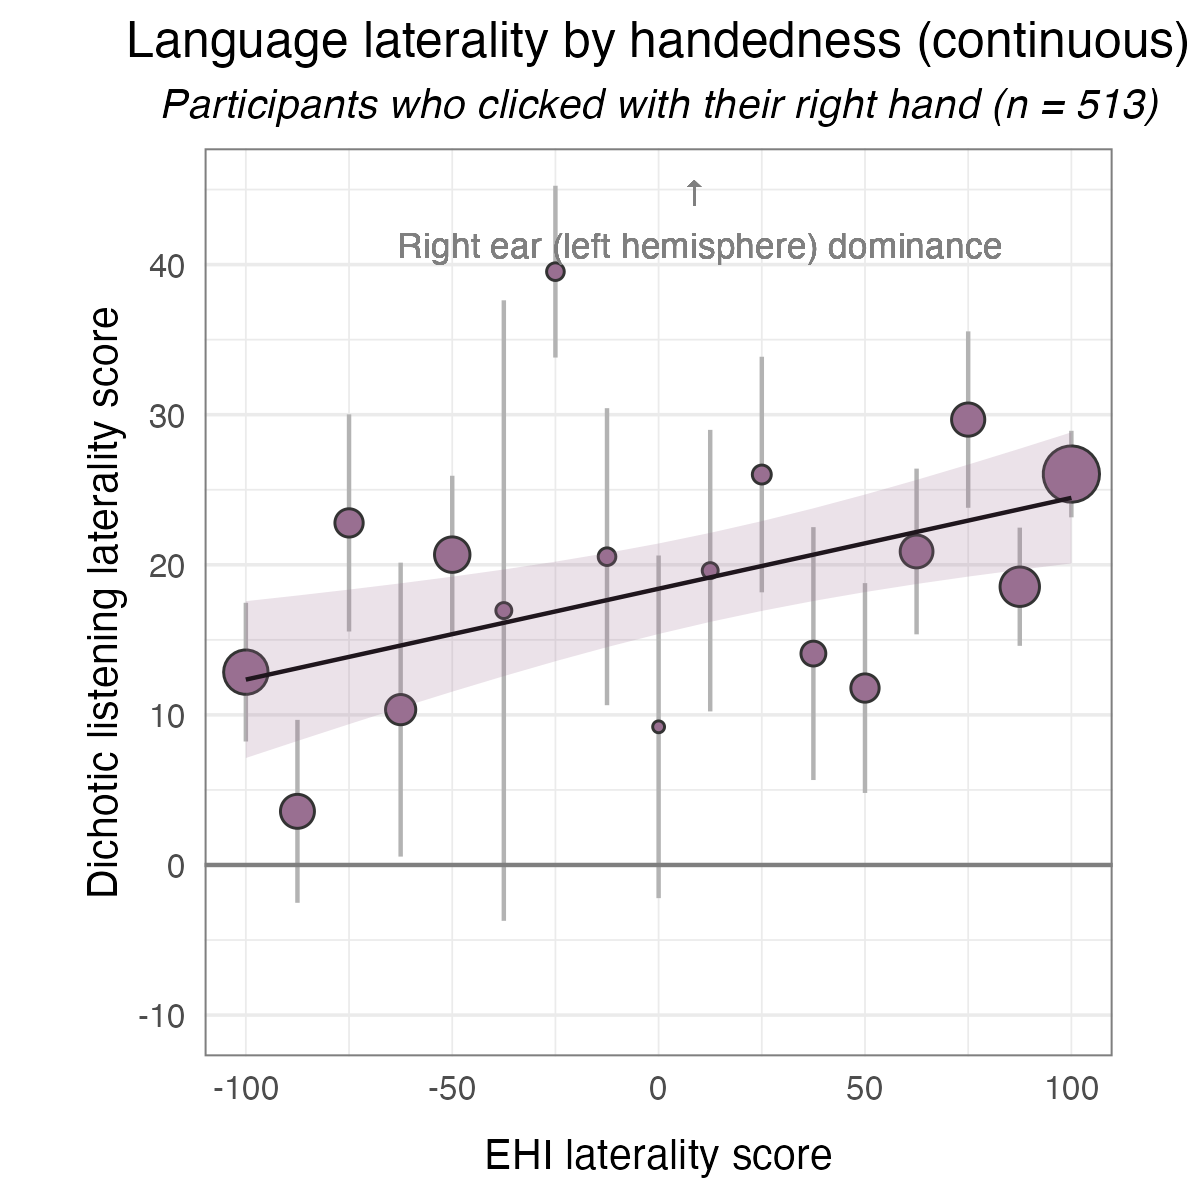 Language laterality by handedness (continuous)
Participants who clicked with their right hand (n = 513)
↑
Right ear (left hemisphere) dominance
Dichotic listening laterality score
40
30
20
10
0
-10
-100
-50
0
50
100
EHI laterality score